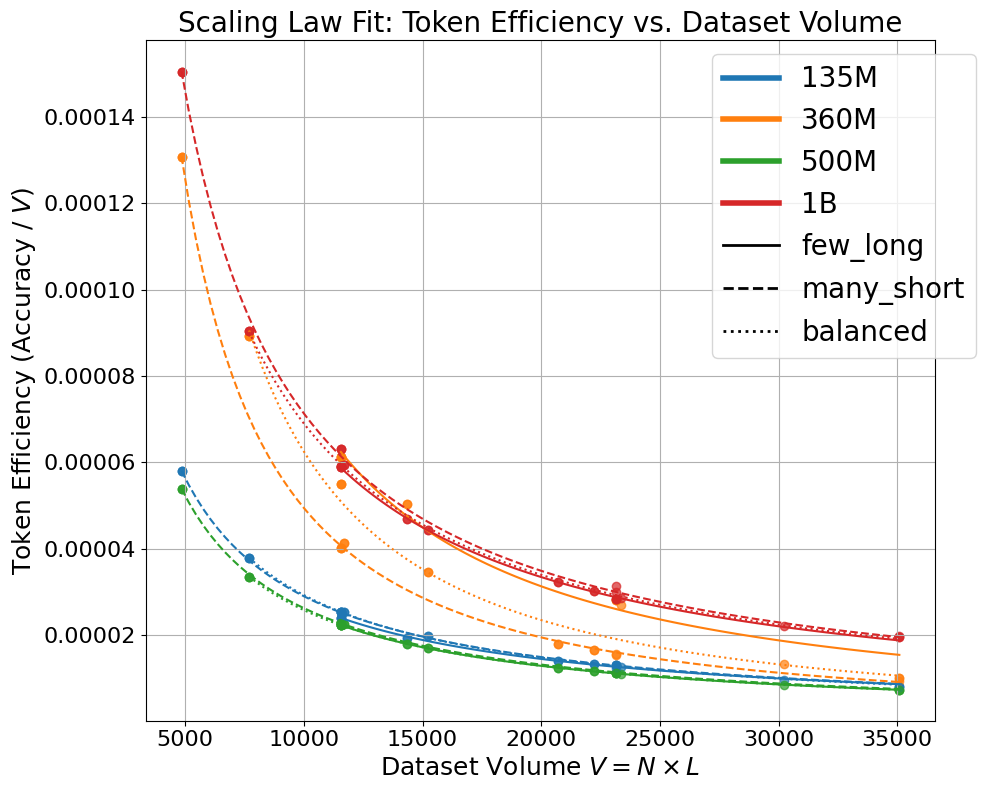 Scaling Law Fit: Token Efficiency vs. Dataset Volume
Token Efficiency (Accuracy / V)
0.00014
0.00012
0.00010
0.00008
0.00006
0.00004
0.00002
135M
360M
500M
1B
few_long
many_short
balanced
5000 10000 15000 20000 25000 30000 35000
Dataset Volume V = N × L